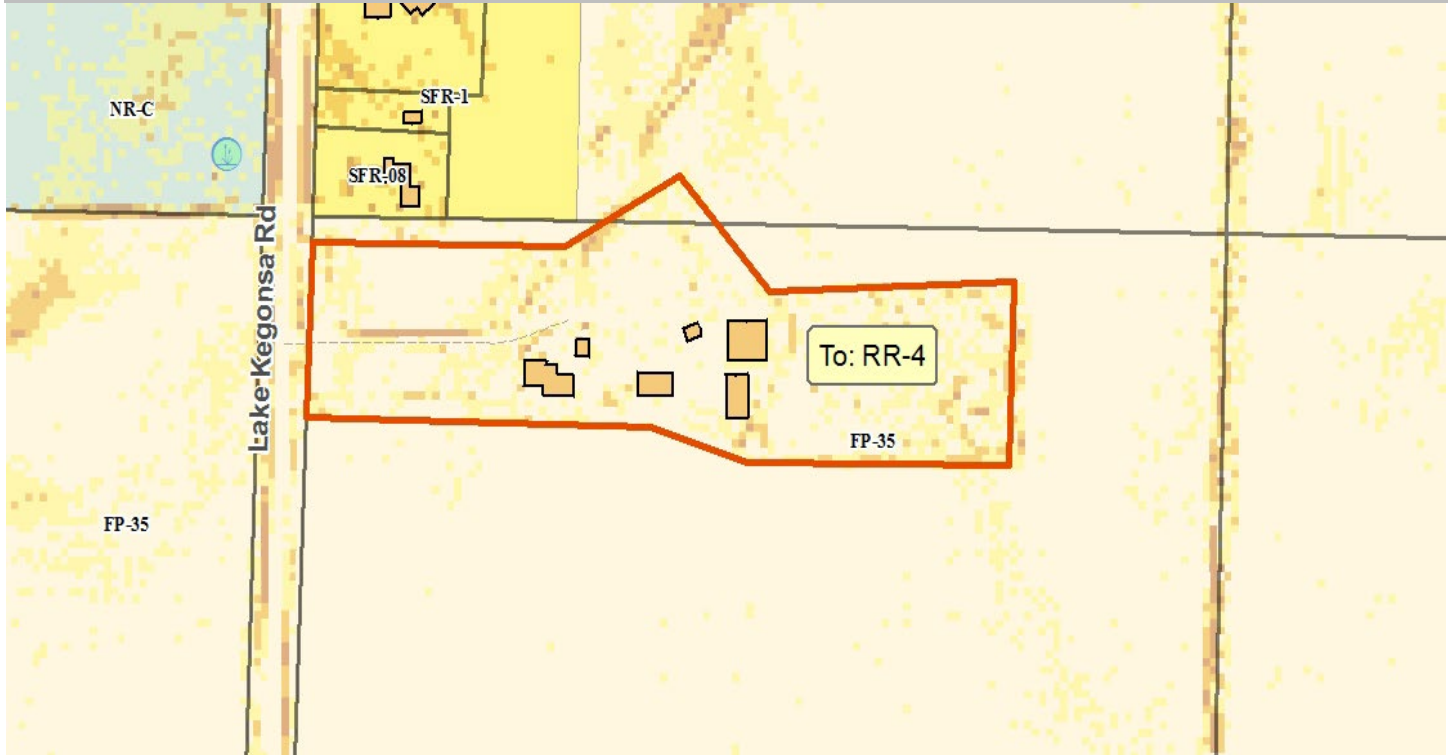 NR-C
SFR-1
SFR-08
Lake Kegonsa Rd
To: RR-4
FP-35
FP-35